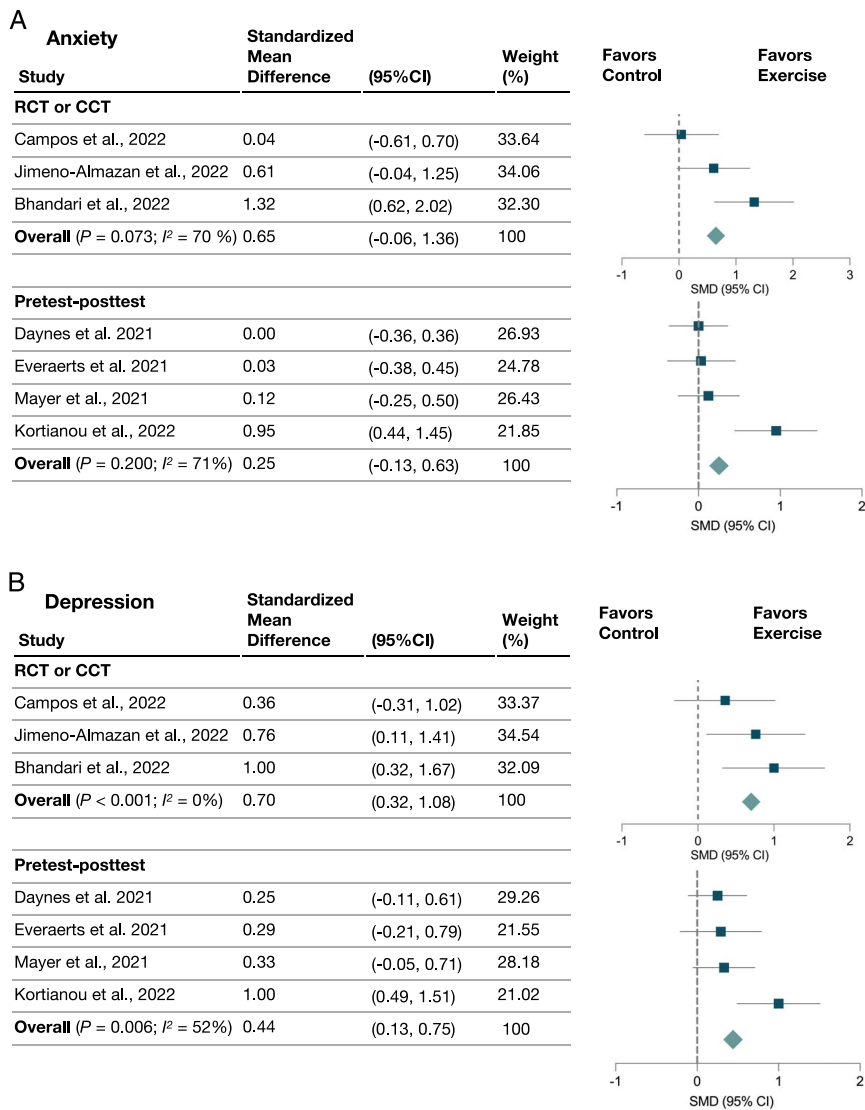 A
Anxiety
Standardized Mean Difference (95%CI) Weight (%)
Study
Favors Control Favors Exercise
RCT or CCT
Campos et al., 2022 0.04 (-0.61, 0.70) 33.64
Jimeno-Almazan et al., 2022 0.61 (-0.04, 1.25) 34.06
Bhandari et al., 2022 1.32 (0.62, 2.02) 32.30
Overall (P = 0.073; I² = 70 %) 0.65 (-0.06, 1.36) 100
-1 0 1 2 3
SMD (95% CI)
Pretest-posttest
Daynes et al. 2021 0.00 (-0.36, 0.36) 26.93
Everaerts et al. 2021 0.03 (-0.38, 0.45) 24.78
Mayer et al., 2021 0.12 (-0.25, 0.50) 26.43
Kortianou et al., 2022 0.95 (0.44, 1.45) 21.85
Overall (P = 0.200; I² = 71%) 0.25 (-0.13, 0.63) 100
-1 0 1 2
SMD (95% CI)
B
Depression
Standardized Mean Difference (95%CI) Weight (%)
Study
Favors Control Favors Exercise
RCT or CCT
Campos et al., 2022 0.36 (-0.31, 1.02) 33.37
Jimeno-Almazan et al., 2022 0.76 (0.11, 1.41) 34.54
Bhandari et al., 2022 1.00 (0.32, 1.67) 32.09
Overall (P < 0.001; I² = 0%) 0.70 (0.32, 1.08) 100
-1 0 1 2
SMD (95% CI)
Pretest-posttest
Daynes et al. 2021 0.25 (-0.11, 0.61) 29.26
Everaerts et al. 2021 0.29 (-0.21, 0.79) 21.55
Mayer et al., 2021 0.33 (-0.05, 0.71) 28.18
Kortianou et al., 2022 1.00 (0.49, 1.51) 21.02
Overall (P = 0.006; I² = 52%) 0.44 (0.13, 0.75) 100
-1 0 1 2
SMD (95% CI)